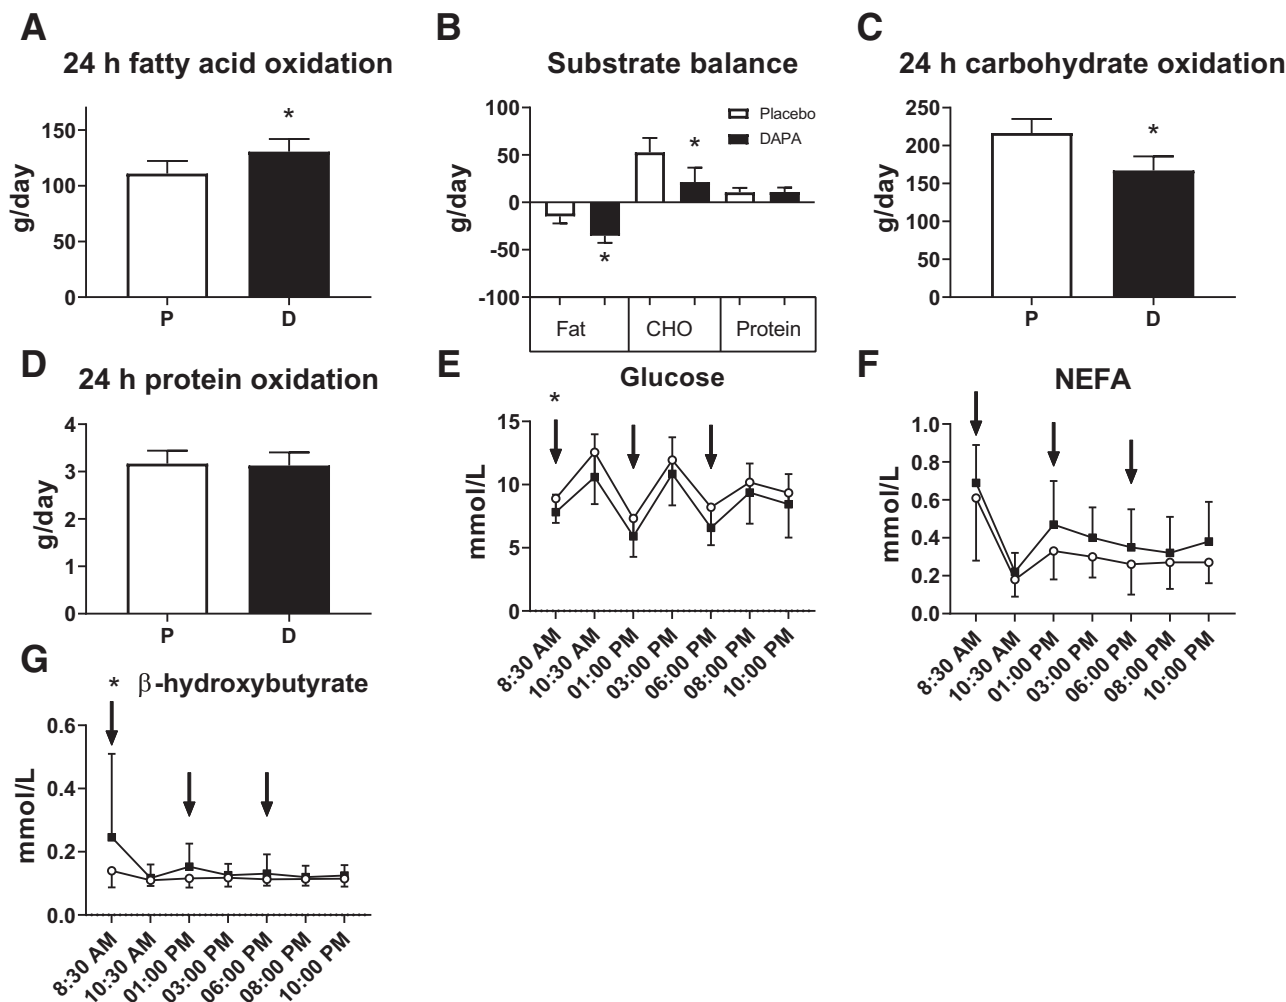 A
24 h fatty acid oxidation
150
100
50
0
g/day
*
P
D
B
Substrate balance
100
50
0
-50
-100
g/day
Placebo
DAPA
*
*
Fat
CHO
Protein
C
24 h carbohydrate oxidation
250
200
150
100
50
0
g/day
*
P
D
D
24 h protein oxidation
4
3
2
1
0
g/day
P
D
E
Glucose
*
15
10
5
0
mmol/L
8:30 AM
10:30 AM
01:00 PM
03:00 PM
06:00 PM
08:00 PM
10:00 PM
F
NEFA
1.0
0.8
0.6
0.4
0.2
0.0
mmol/L
8:30 AM
10:30 AM
01:00 PM
03:00 PM
06:00 PM
08:00 PM
10:00 PM
G
* β-hydroxybutyrate
0.6
0.4
0.2
0.0
mmol/L
8:30 AM
10:30 AM
01:00 PM
03:00 PM
06:00 PM
08:00 PM
10:00 PM